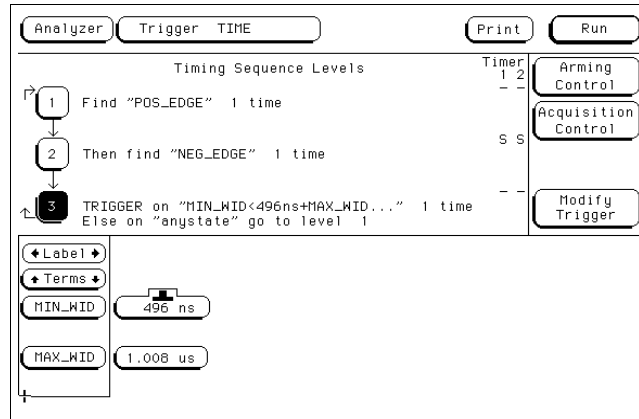 Analyzer Trigger TIME Print Run
Timing Sequence Levels
Timer
1 2
Arming
Control
- -
1 Find "POS_EDGE" 1 time
Acquisition
Control
S S
2 Then find "NEG_EDGE" 1 time
- -
3 TRIGGER on "MIN_WID<496ns+MAX_WID..." 1 time
Else on "anystate" go to level 1
Modify
Trigger
Label
Terms
MIN_WID 496 ns
MAX_WID 1.008 us